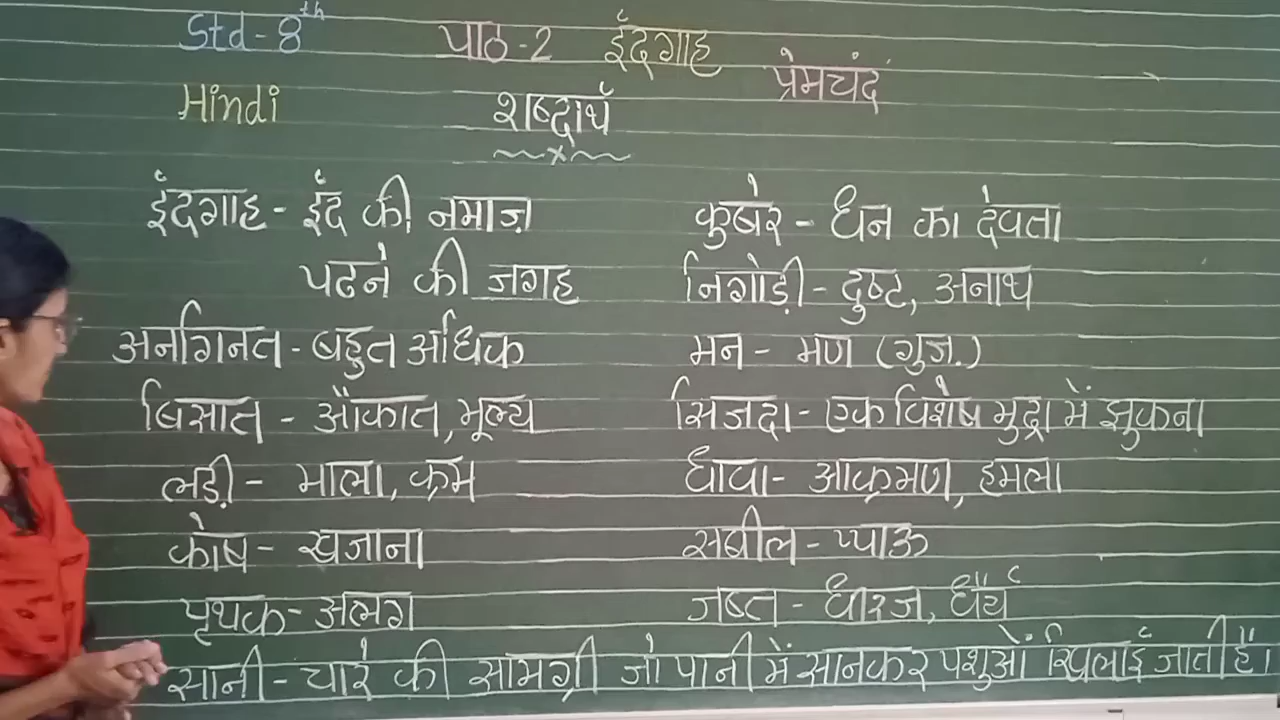 Std-8th पाठ-2 ईदगाह
प्रेमचंद
Hindi शब्दार्थ
ईदगाह - ईद की नमाज़
पढने की जगह
अनगिनत - बहुत अधिक
बिसात - औकात, मूल्य
लड़ी - माला, क्रम
कोष - खजाना
पृथक - अलग
कुबेर - धन का देवता
निगोड़ी - दुष्ट, अनाथ
मन - मण (गुज.)
सिजदा - एक विशेष मुद्रा में झुकना
धावा - आक्रमण, हमला
सबील - प्याऊ
जब्त - धीरज, धैर्य
सानी - चारे की सामग्री जो पानी में सानकर पशुओं खिलाई जाती है।